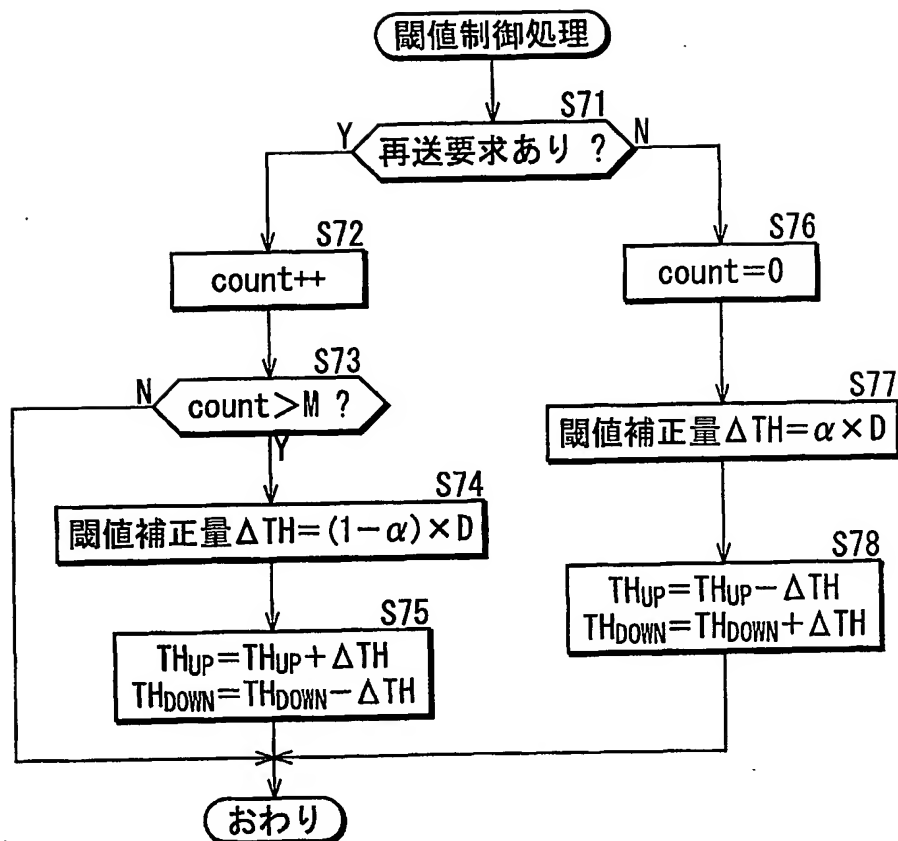 閾値制御処理
S71
Y
再送要求あり ?
N
S72
count++
S73
N
count>M ?
Y
S74
閾値補正量ΔTH=(1-α)×D
S75
THUP=THUP+ΔTH
THDOWN=THDOWN-ΔTH
S76
count=0
S77
閾値補正量ΔTH=α×D
S78
THUP=THUP-ΔTH
THDOWN=THDOWN+ΔTH
おわり